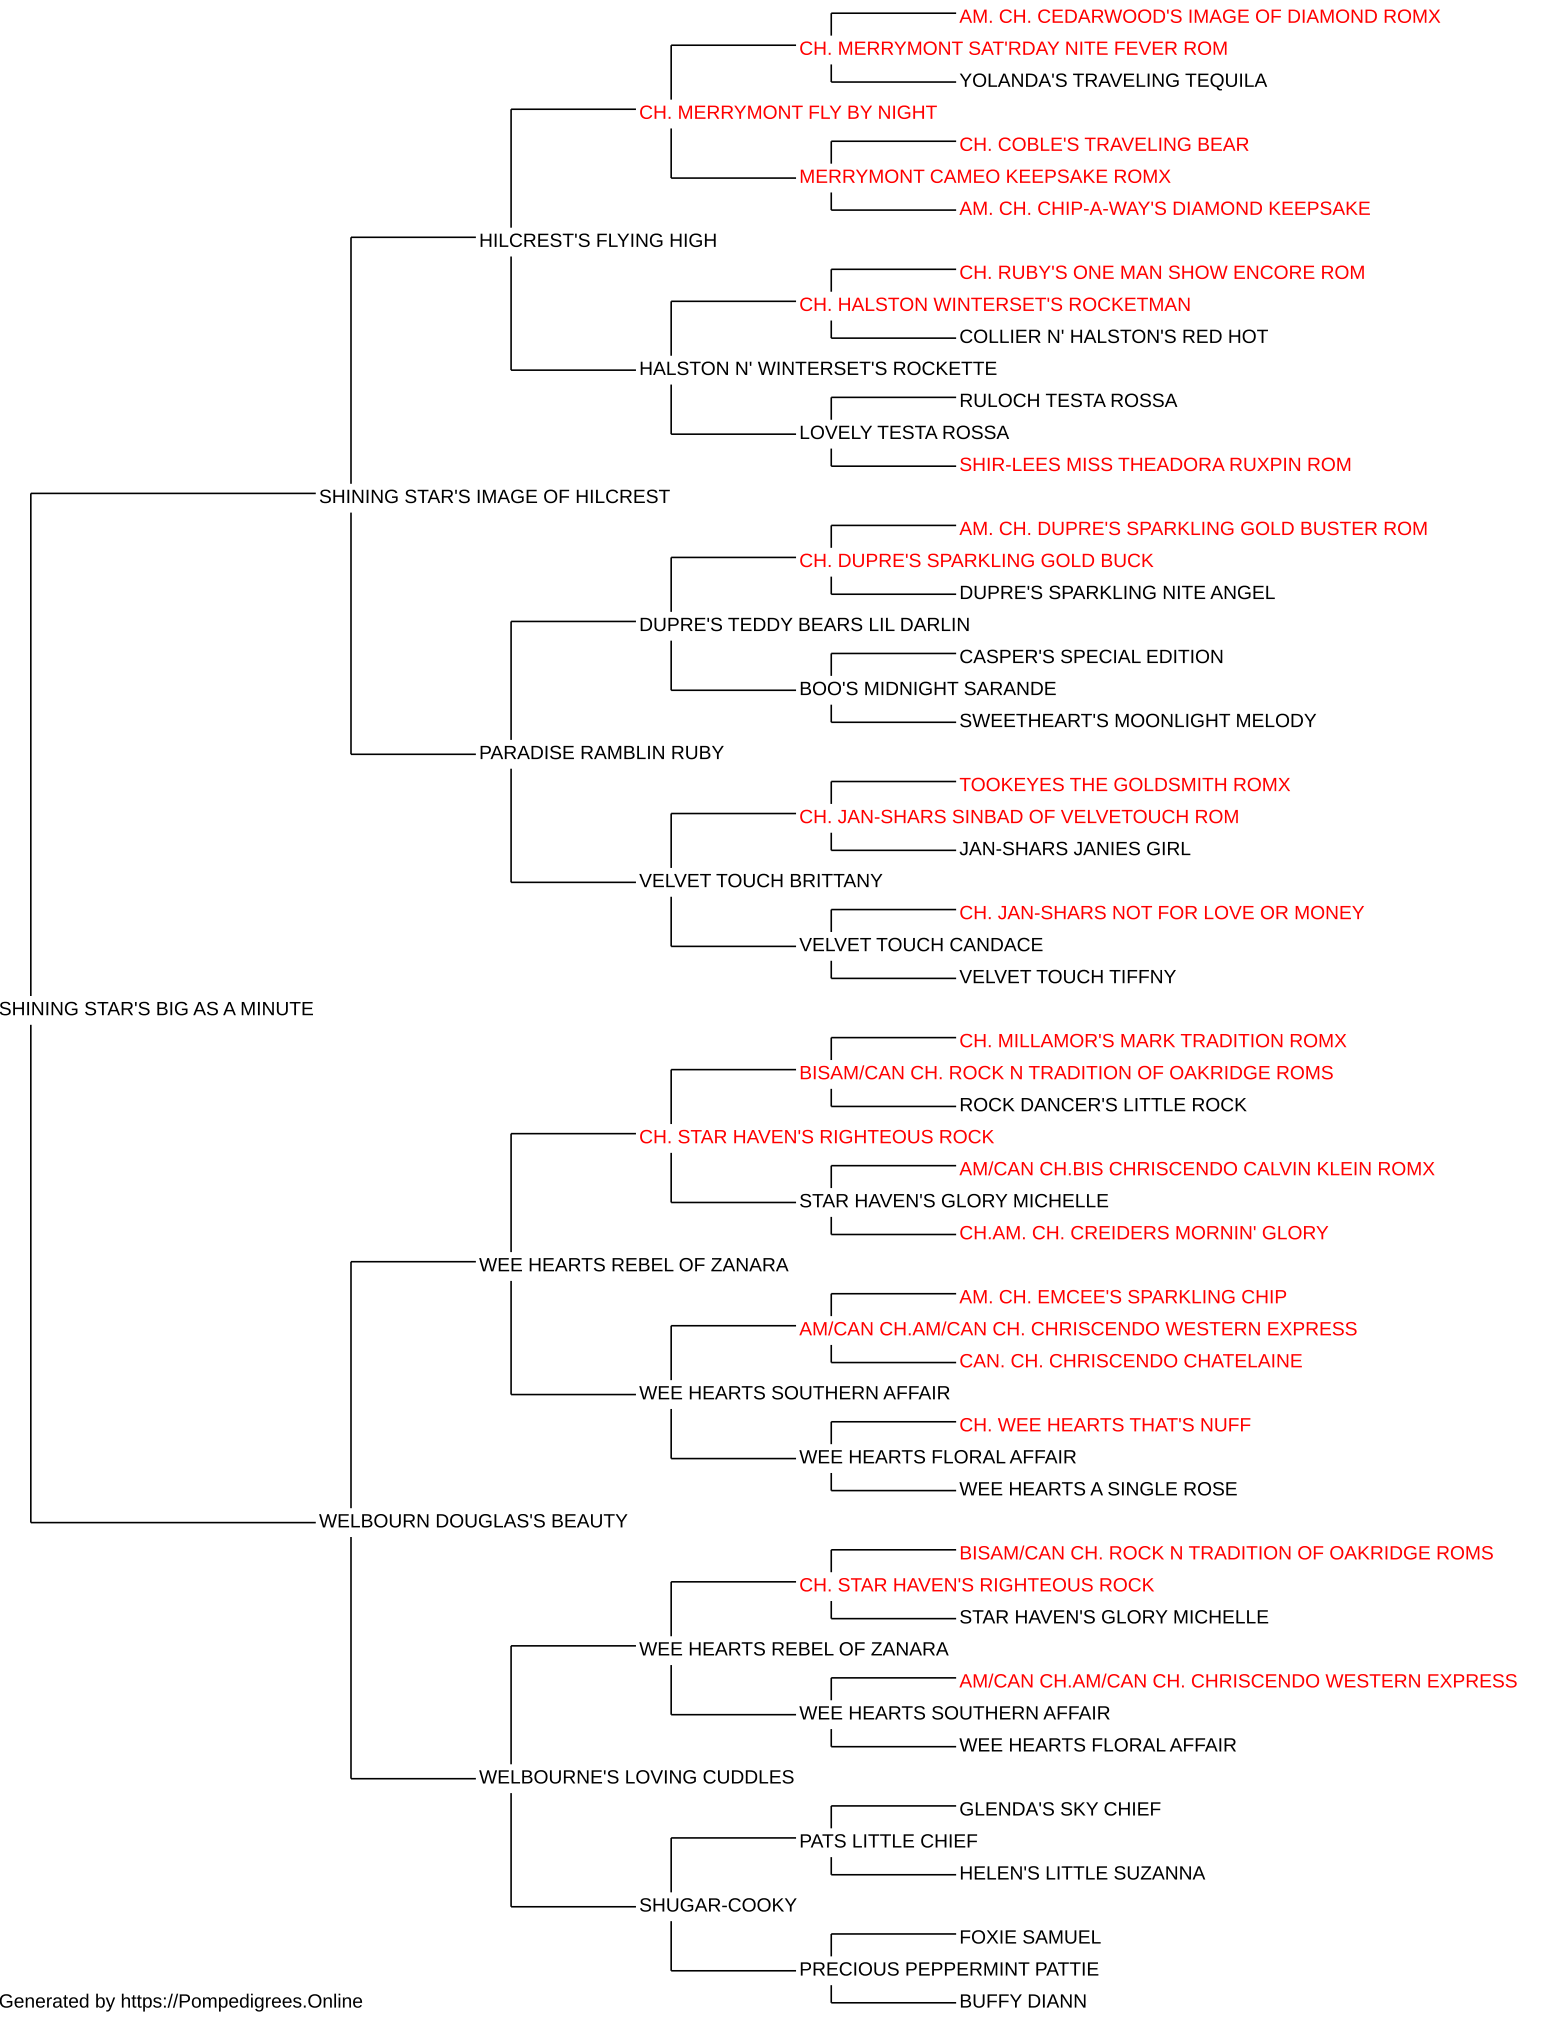 AM. CH. CEDARWOOD'S IMAGE OF DIAMOND ROMX
CH. MERRYMONT SAT'RDAY NITE FEVER ROM
YOLANDA'S TRAVELING TEQUILA
CH. MERRYMONT FLY BY NIGHT
CH. COBLE'S TRAVELING BEAR
MERRYMONT CAMEO KEEPSAKE ROMX
AM. CH. CHIP-A-WAY'S DIAMOND KEEPSAKE
HILCREST'S FLYING HIGH
CH. RUBY'S ONE MAN SHOW ENCORE ROM
CH. HALSTON WINTERSET'S ROCKETMAN
COLLIER N' HALSTON'S RED HOT
HALSTON N' WINTERSET'S ROCKETTE
RULOCH TESTA ROSSA
LOVELY TESTA ROSSA
SHIR-LEES MISS THEADORA RUXPIN ROM
SHINING STAR'S IMAGE OF HILCREST
AM. CH. DUPRE'S SPARKLING GOLD BUSTER ROM
CH. DUPRE'S SPARKLING GOLD BUCK
DUPRE'S SPARKLING NITE ANGEL
DUPRE'S TEDDY BEARS LIL DARLIN
CASPER'S SPECIAL EDITION
BOO'S MIDNIGHT SARANDE
SWEETHEART'S MOONLIGHT MELODY
PARADISE RAMBLIN RUBY
TOOKEYES THE GOLDSMITH ROMX
CH. JAN-SHARS SINBAD OF VELVETOUCH ROM
JAN-SHARS JANIES GIRL
VELVET TOUCH BRITTANY
CH. JAN-SHARS NOT FOR LOVE OR MONEY
VELVET TOUCH CANDACE
VELVET TOUCH TIFFNY
SHINING STAR'S BIG AS A MINUTE
CH. MILLAMOR'S MARK TRADITION ROMX
BISAM/CAN CH. ROCK N TRADITION OF OAKRIDGE ROMS
ROCK DANCER'S LITTLE ROCK
CH. STAR HAVEN'S RIGHTEOUS ROCK
AM/CAN CH.BIS CHRISCENDO CALVIN KLEIN ROMX
STAR HAVEN'S GLORY MICHELLE
CH.AM. CH. CREIDERS MORNIN' GLORY
WEE HEARTS REBEL OF ZANARA
AM. CH. EMCEE'S SPARKLING CHIP
AM/CAN CH.AM/CAN CH. CHRISCENDO WESTERN EXPRESS
CAN. CH. CHRISCENDO CHATELAINE
WEE HEARTS SOUTHERN AFFAIR
CH. WEE HEARTS THAT'S NUFF
WEE HEARTS FLORAL AFFAIR
WEE HEARTS A SINGLE ROSE
WELBOURN DOUGLAS'S BEAUTY
BISAM/CAN CH. ROCK N TRADITION OF OAKRIDGE ROMS
CH. STAR HAVEN'S RIGHTEOUS ROCK
STAR HAVEN'S GLORY MICHELLE
WEE HEARTS REBEL OF ZANARA
AM/CAN CH.AM/CAN CH. CHRISCENDO WESTERN EXPRESS
WEE HEARTS SOUTHERN AFFAIR
WEE HEARTS FLORAL AFFAIR
WELBOURNE'S LOVING CUDDLES
GLENDA'S SKY CHIEF
PATS LITTLE CHIEF
HELEN'S LITTLE SUZANNA
SHUGAR-COOKY
FOXIE SAMUEL
PRECIOUS PEPPERMINT PATTIE
BUFFY DIANN
Generated by https://Pompedigrees.Online